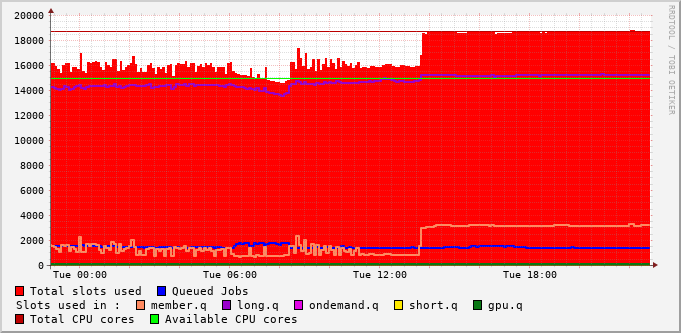 20000
18000
16000
14000
12000
10000
8000
6000
4000
2000
0
Tue 00:00 Tue 06:00 Tue 12:00 Tue 18:00
Total slots used Queued Jobs
Slots used in : member.q long.q ondemand.q short.q gpu.q
Total CPU cores Available CPU cores
RRDTOOL / TOBI OETIKER